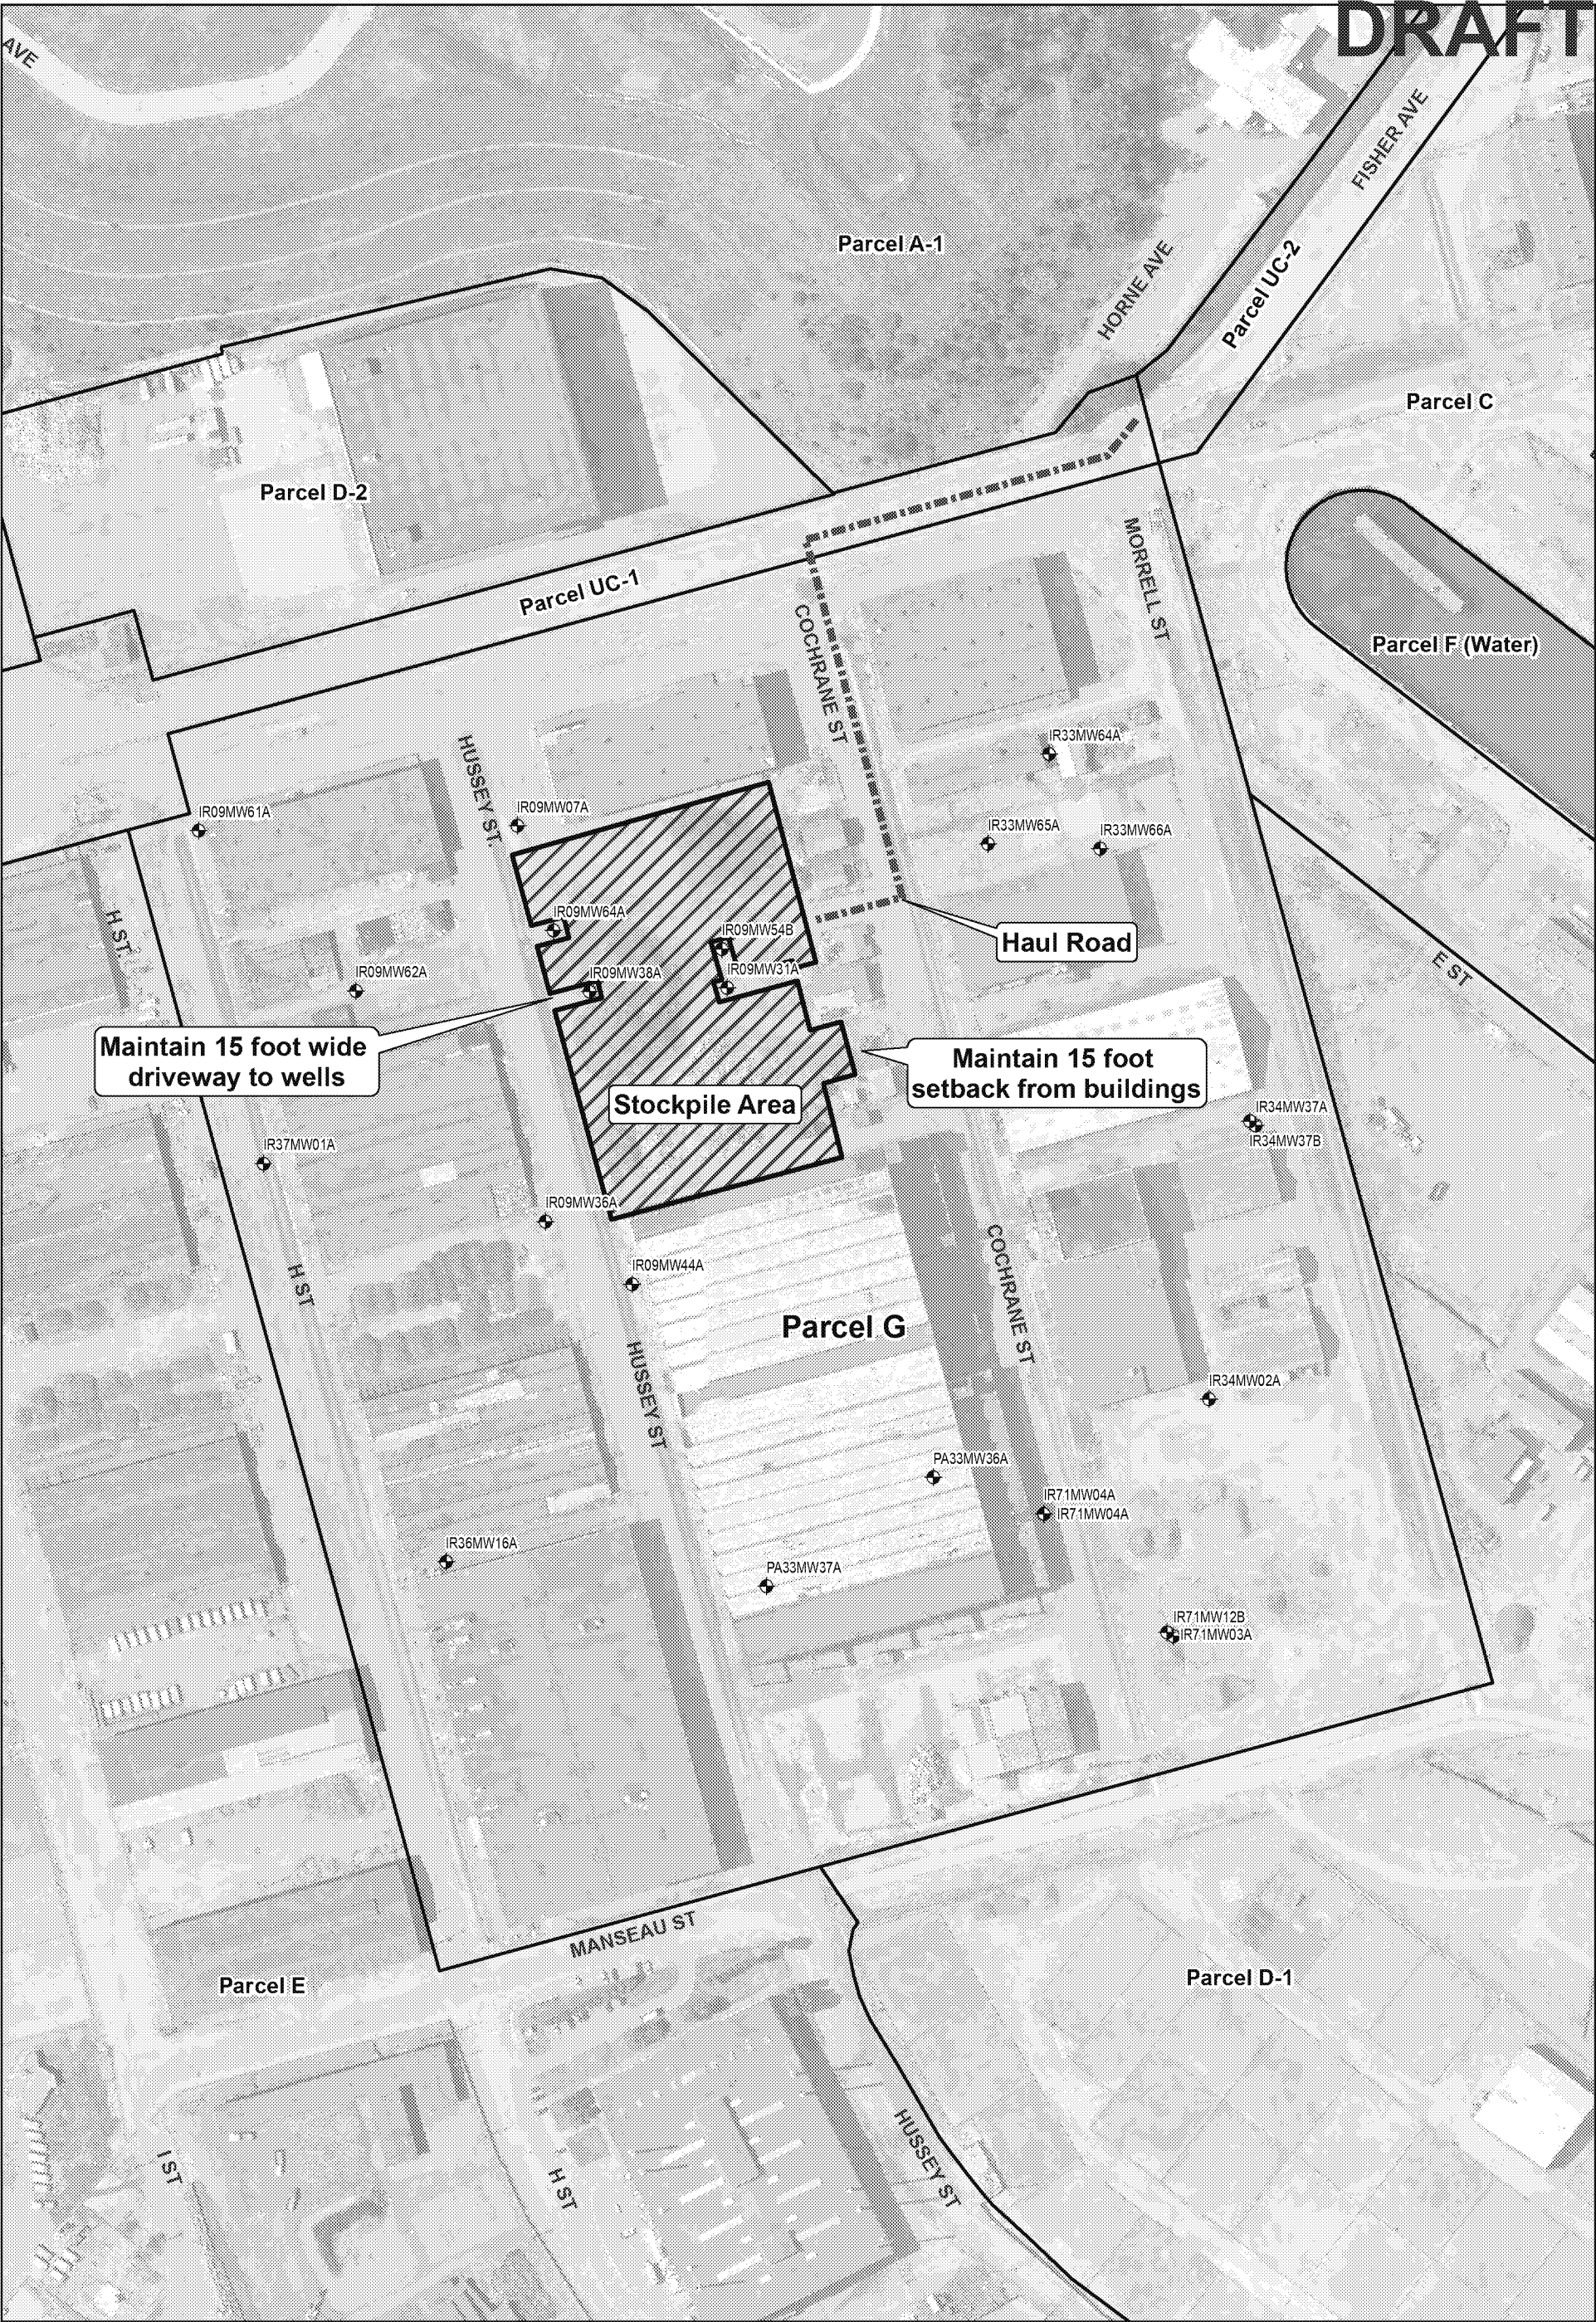 DRAFT
AVE
FISHER AVE
Parcel A-1
HORNE AVE
Parcel UC-2
Parcel C
Parcel D-2
MORRELL ST
Parcel UC-1
COCHRANE ST
Parcel F (Water)
HUSSEY ST.
IR33MW64A
IR09MW61A
IR09MW07A
IR33MW65A
IR33MW66A
H ST.
IR09MW64A
IR09MW54B
Haul Road
IR09MW62A
IR09MW38A
IR09MW31A
E ST
Maintain 15 foot wide
driveway to wells
Maintain 15 foot
setback from buildings
Stockpile Area
IR34MW37A
IR34MW37B
IR37MW01A
IR09MW36A
H ST
IR09MW44A
COCHRANE ST
Parcel G
HUSSEY ST
IR34MW02A
PA33MW36A
IR71MW04A
IR71MW04A
IR36MW16A
PA33MW37A
IR71MW12B
IR71MW03A
MANSEAU ST
Parcel E
Parcel D-1
I ST
H ST
HUSSEY ST